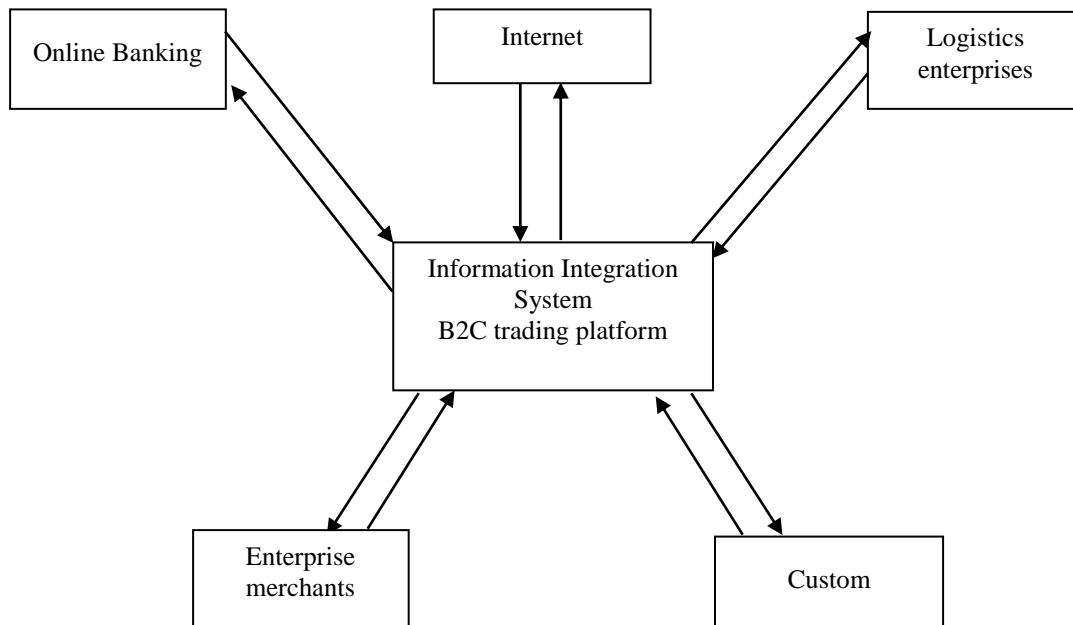 Online Banking
Internet
Logistics
enterprises
Information Integration
System
B2C trading platform
Enterprise
merchants
Custom